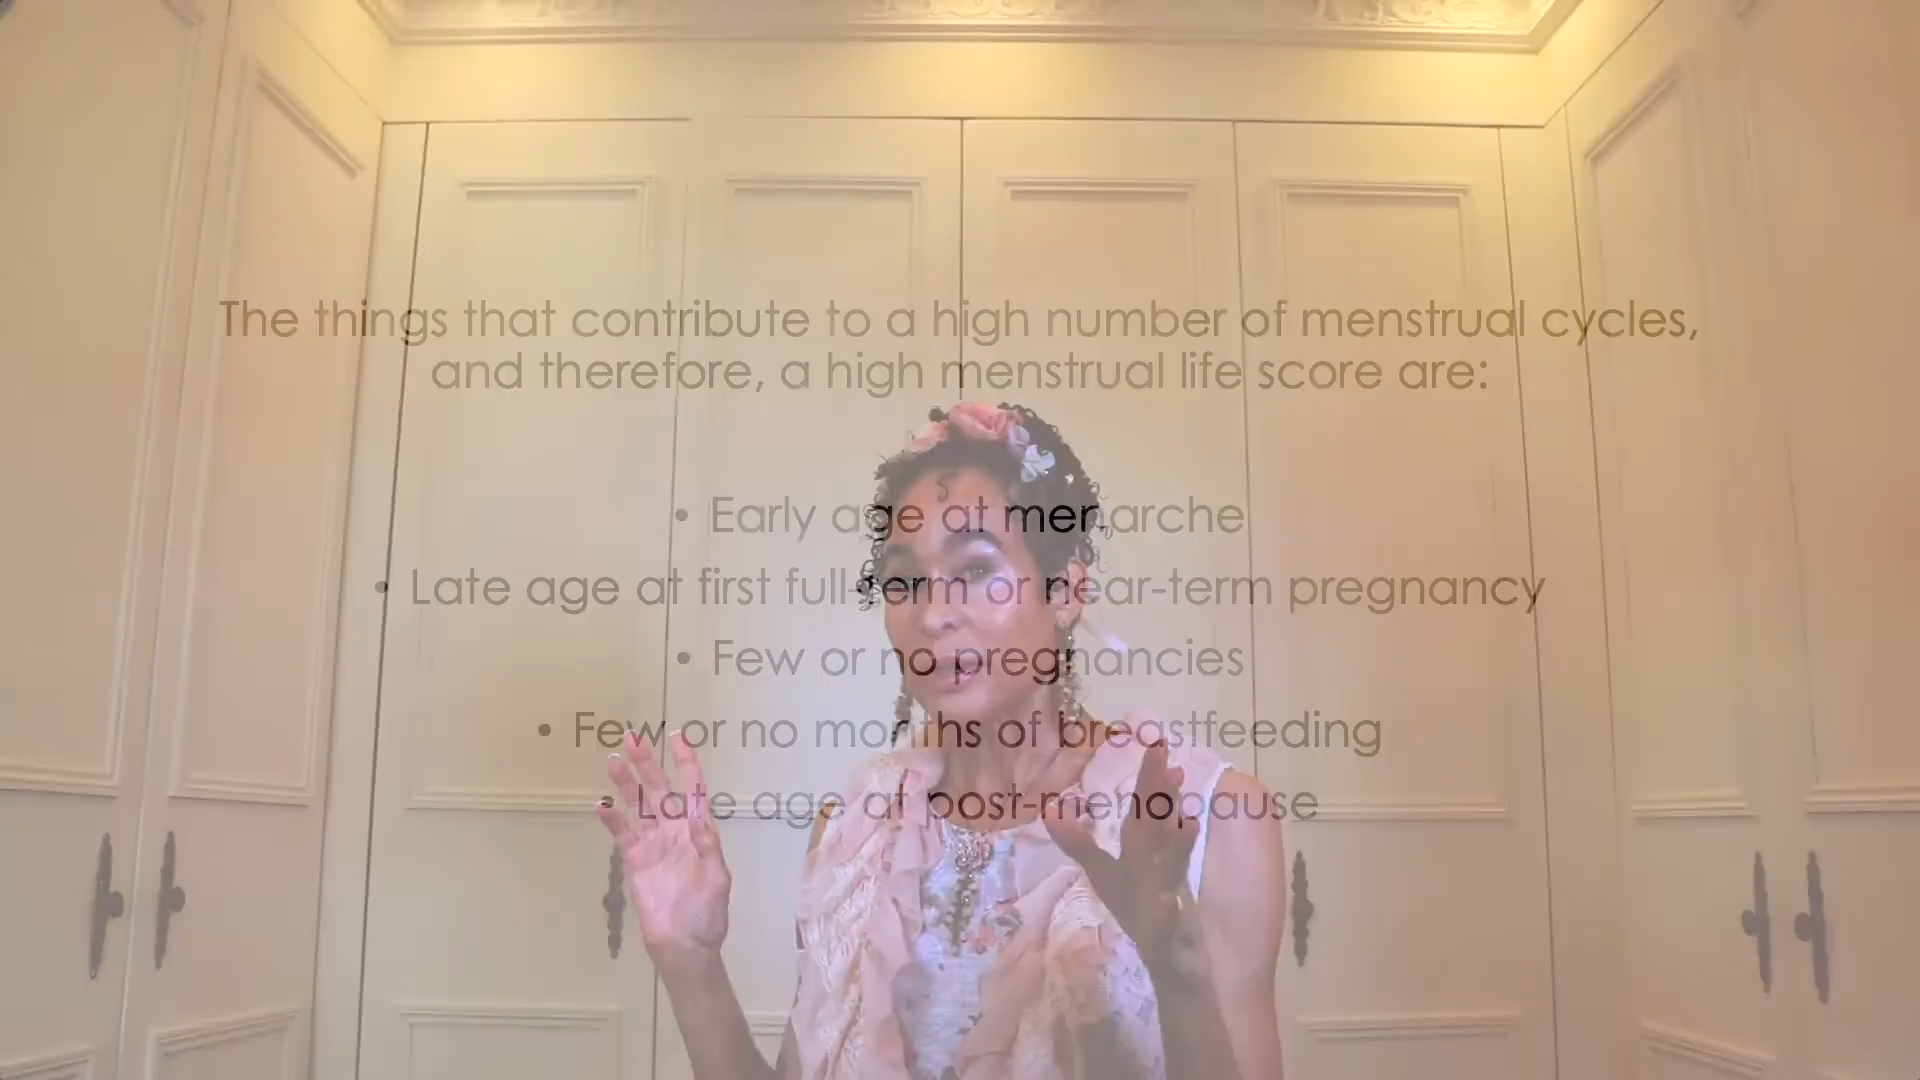 The things that contribute to a high number of menstrual cycles,
and therefore, a high menstrual life score are:
• Early age at menarche
• Late age at first full-term or near-term pregnancy
• Few or no pregnancies
• Few or no months of breastfeeding
Late age at post-menopause